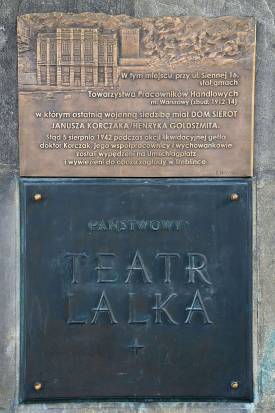 W tym miejscu, przy ul. Siennej 16,
stał gmach
Towarzystwa Pracowników Handlowych
m. Warszawy (zbud. 1912-14)
w którym ostatnią wojenną siedzibę miał DOM SIEROT
JANUSZA KORCZAKA/HENRYKA GOLDSZMITA.
Stąd 5 sierpnia 1942 podczas akcji likwidacyjnej getta
doktor Korczak, jego współpracownicy i wychowankowie
zostali wypędzeni na Umschlagplatz
i wywiezieni do obozu zagłady w Treblince
PAŃSTWOWY
TEATR
LALKA